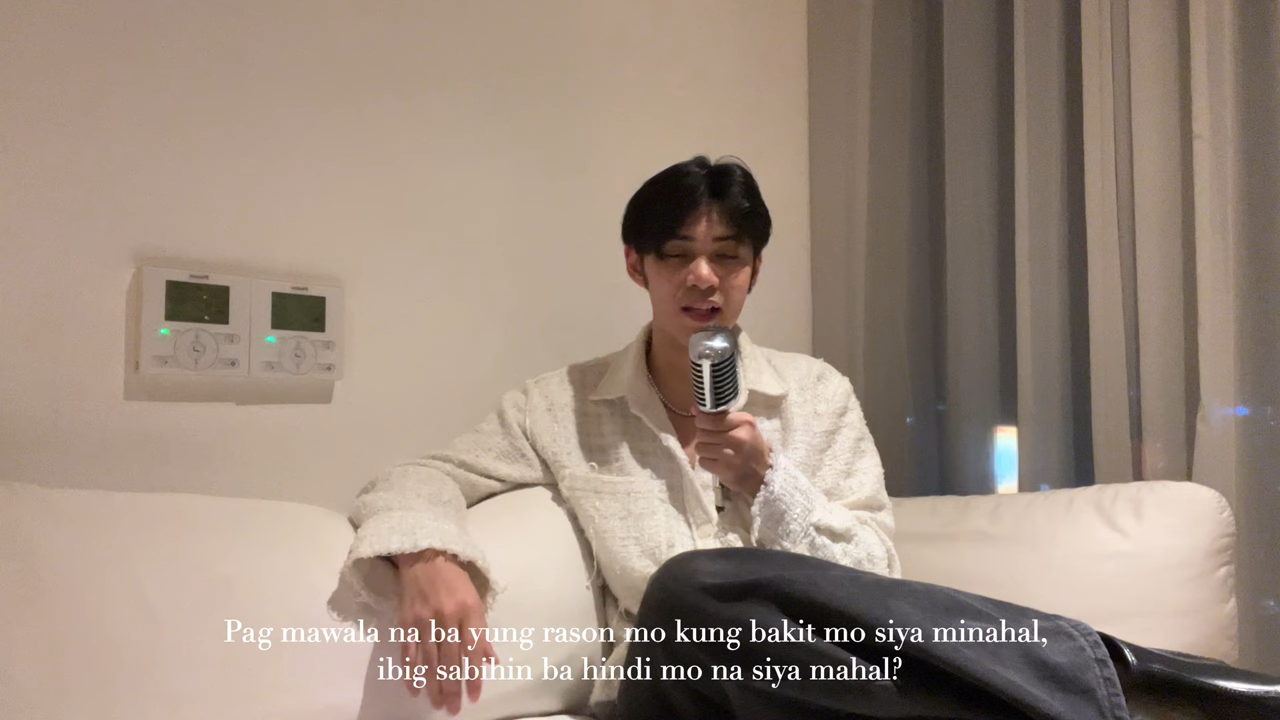 Pag mawala na ba yung rason mo kung bakit mo siya minahal,
ibig sabihin ba hindi mo na siya mahal?